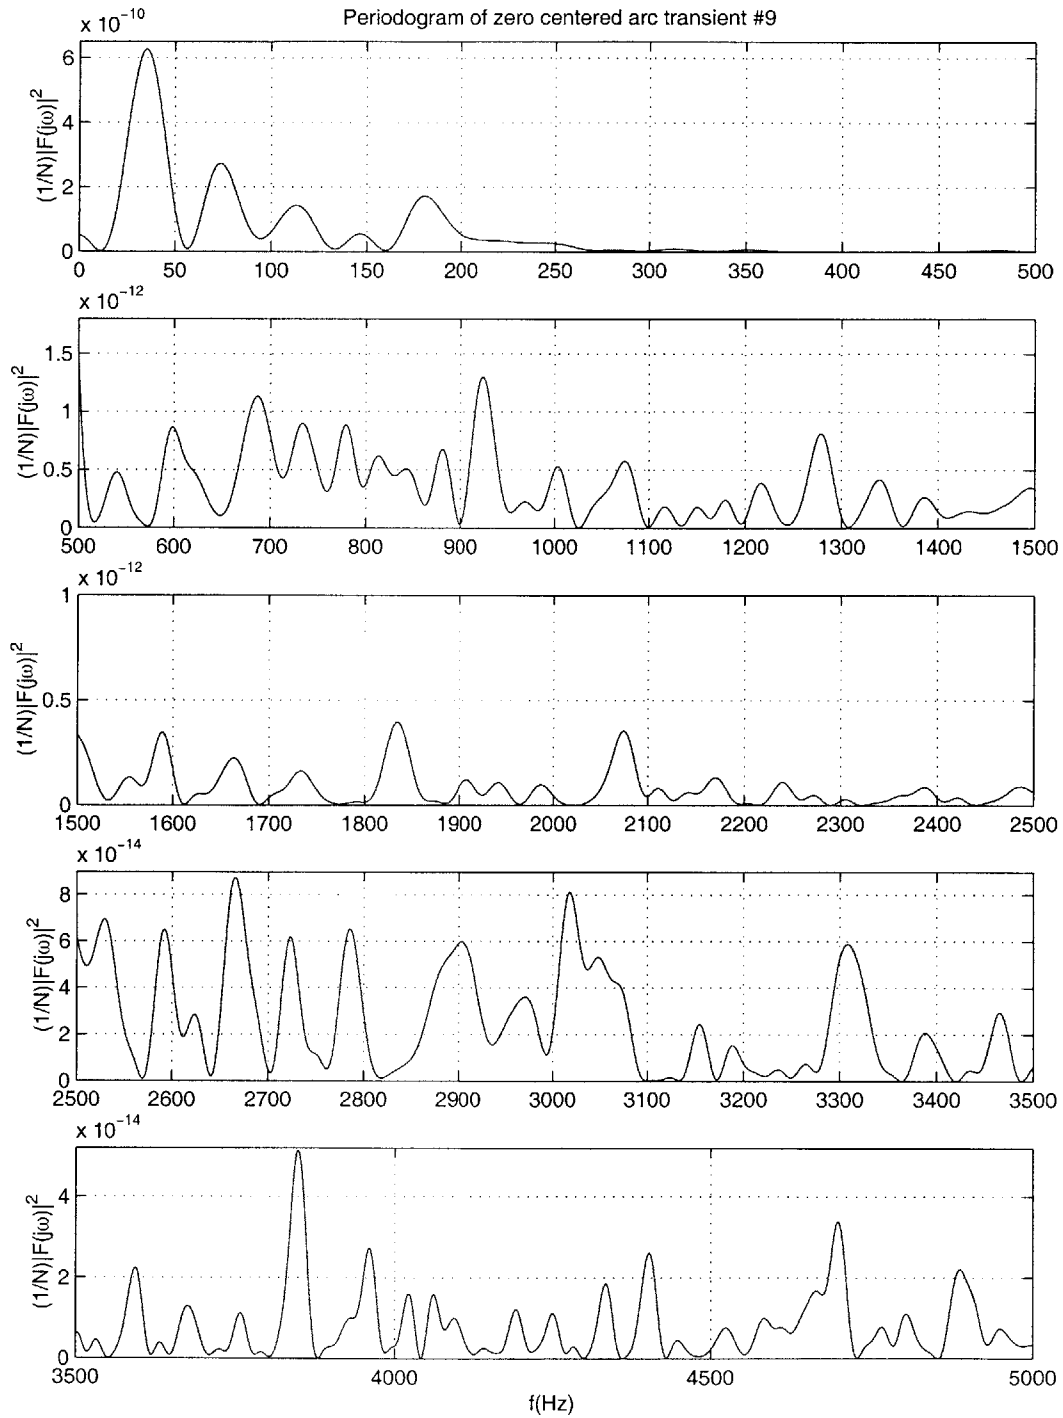 Periodogram of zero centered arc transient #9
x 10⁻¹⁰
(1/N)|F(jω)|²
6
4
2
0
0 50 100 150 200 250 300 350 400 450 500
x 10⁻¹²
(1/N)|F(jω)|²
1.5
1
0.5
0
500 600 700 800 900 1000 1100 1200 1300 1400 1500
x 10⁻¹²
(1/N)|F(jω)|²
1
0.5
0
1500 1600 1700 1800 1900 2000 2100 2200 2300 2400 2500
x 10⁻¹⁴
(1/N)|F(jω)|²
8
6
4
2
0
2500 2600 2700 2800 2900 3000 3100 3200 3300 3400 3500
x 10⁻¹⁴
(1/N)|F(jω)|²
4
2
0
3500 4000 4500 5000
f(Hz)